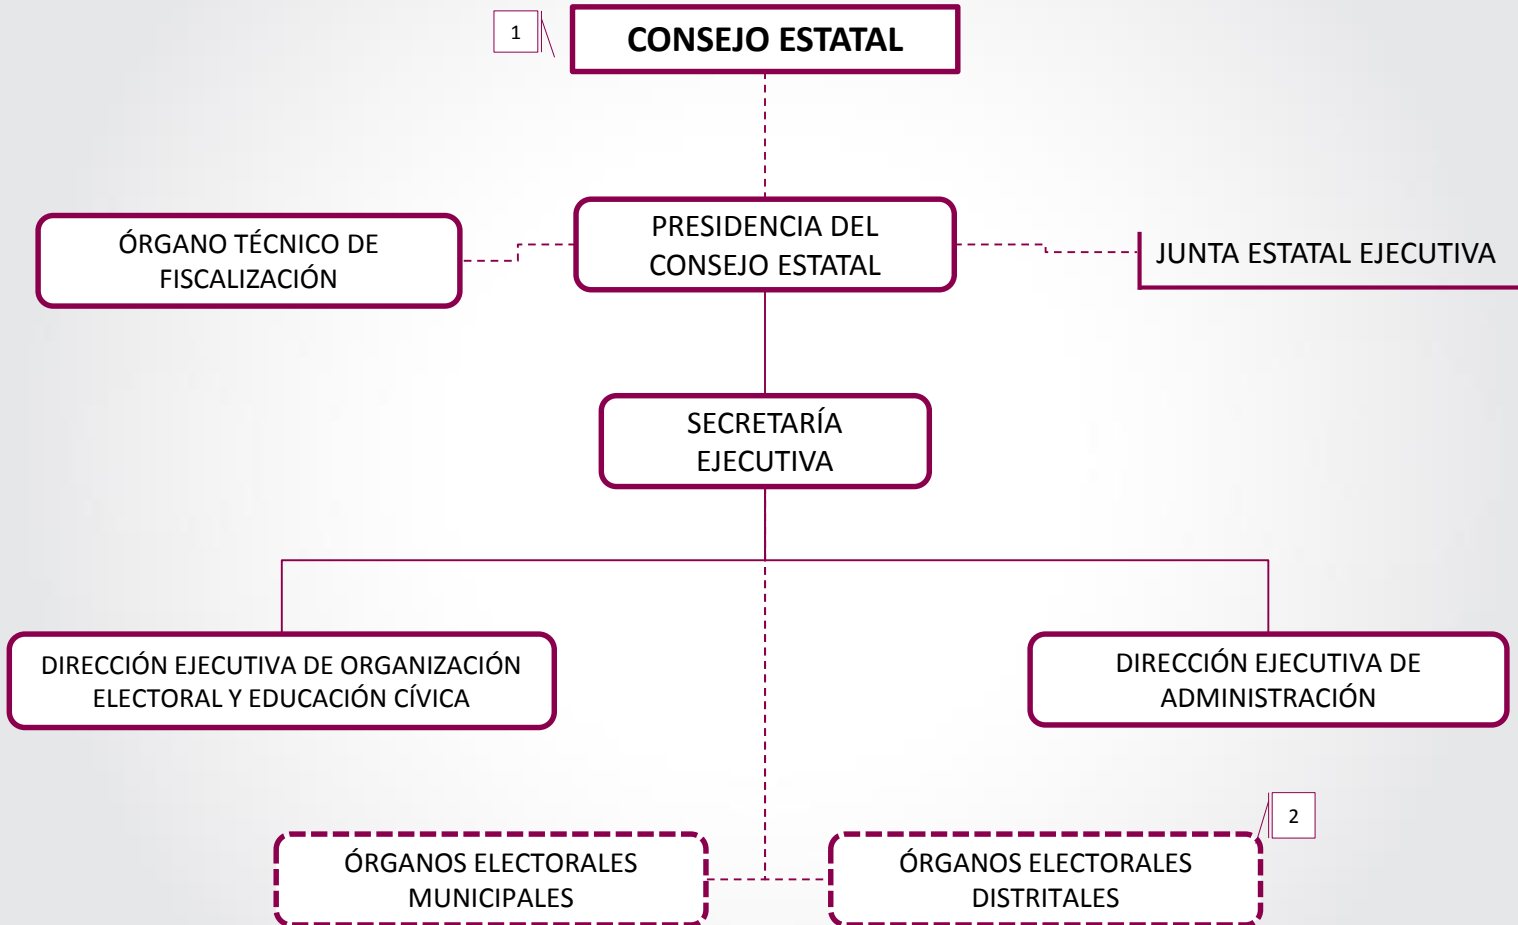 1
CONSEJO ESTATAL
ÓRGANO TÉCNICO DE
FISCALIZACIÓN
PRESIDENCIA DEL
CONSEJO ESTATAL
JUNTA ESTATAL EJECUTIVA
SECRETARÍA
EJECUTIVA
DIRECCIÓN EJECUTIVA DE ORGANIZACIÓN
ELECTORAL Y EDUCACIÓN CÍVICA
DIRECCIÓN EJECUTIVA DE
ADMINISTRACIÓN
2
ÓRGANOS ELECTORALES
MUNICIPALES
ÓRGANOS ELECTORALES
DISTRITALES